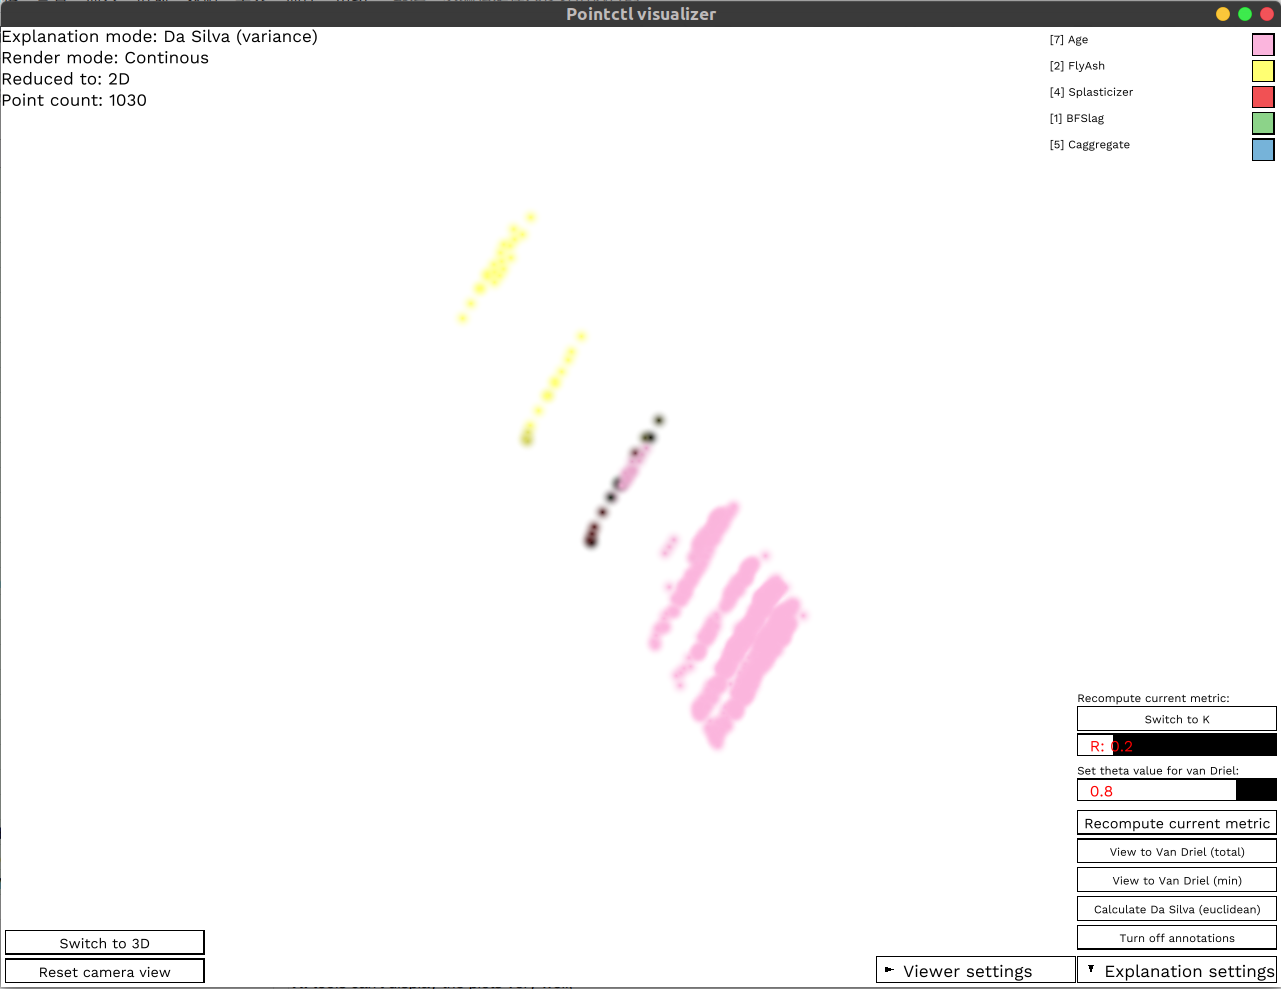 Pointctl visualizer
Explanation mode: Da Silva (variance)
Render mode: Continous
Reduced to: 2D
Point count: 1030
[7] Age
[2] FlyAsh
[4] Splasticizer
[1] BFSlag
[5] Caggregate
Recompute current metric:
Switch to K
R: 0.2
Set theta value for van Driel:
0.8
Recompute current metric
View to Van Driel (total)
View to Van Driel (min)
Calculate Da Silva (euclidean)
Turn off annotations
Switch to 3D
Reset camera view
Viewer settings
Explanation settings